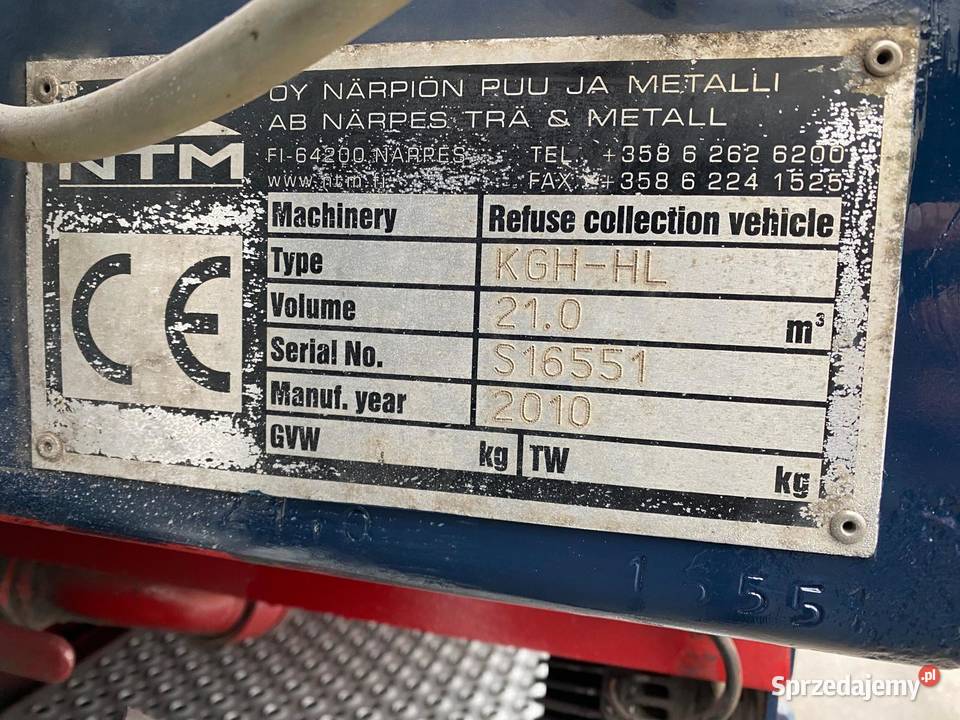 OY NÄRPIÖN PUU JA METALLI
AB NÄRPES TRÄ & METALL
NTM
FI-64200 NÄRPES TEL. +358 6 262 6200
www.ntm.fi FAX. +358 6 224 1525
Machinery Refuse collection vehicle
CE
Type KGH-HL
Volume 21.0 m³
Serial No. S16551
Manuf. year 2010
GVW kg TW kg
Sprzedajemy.pl